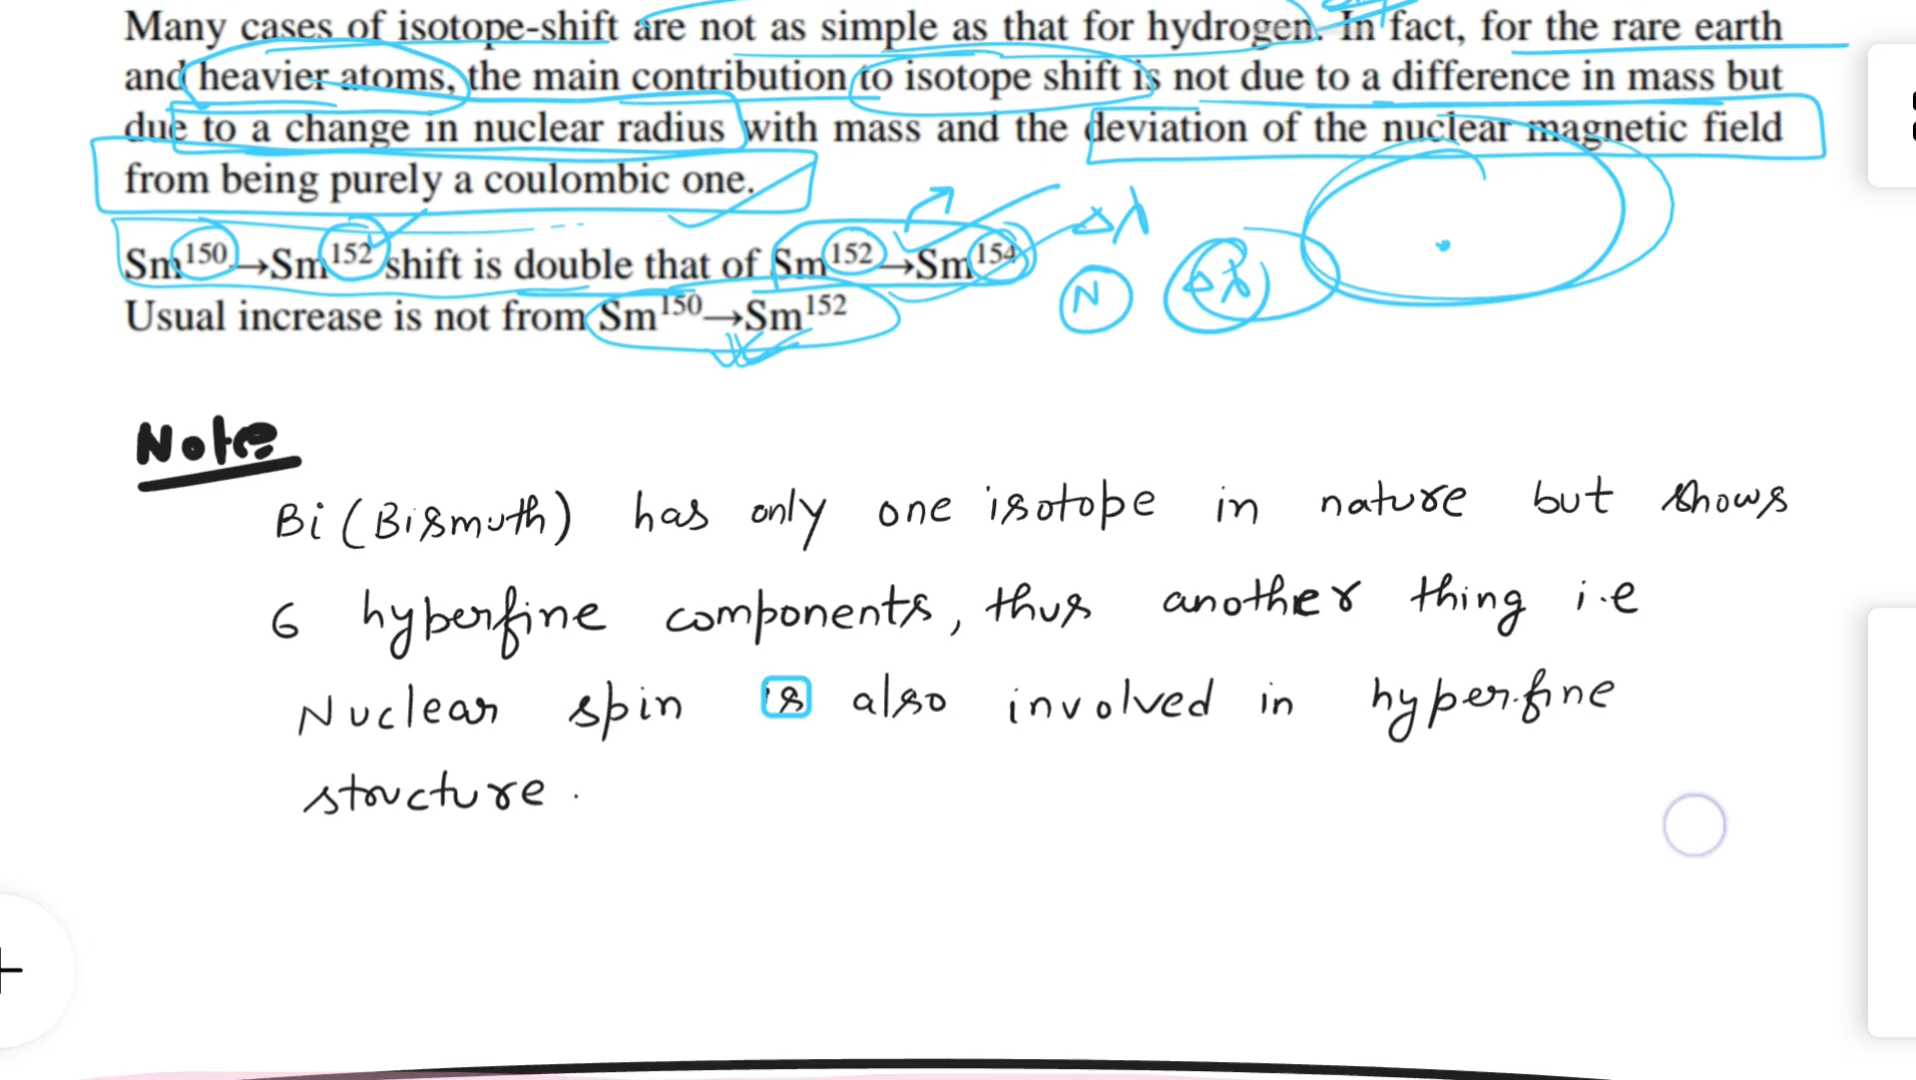 Many cases of isotope-shift are not as simple as that for hydrogen. In fact, for the rare earth
and heavier atoms, the main contribution to isotope shift is not due to a difference in mass but
due to a change in nuclear radius with mass and the deviation of the nuclear magnetic field
from being purely a coulombic one.
Δλ
Sm¹⁵⁰→Sm¹⁵² shift is double that of Sm¹⁵²→Sm¹⁵⁴
N
Usual increase is not from Sm¹⁵⁰→Sm¹⁵²
Note
Bi (Bismuth) has only one isotope in nature but shows
6 hyperfine components, thus another thing i.e
Nuclear spin is also involved in hyperfine
structure.